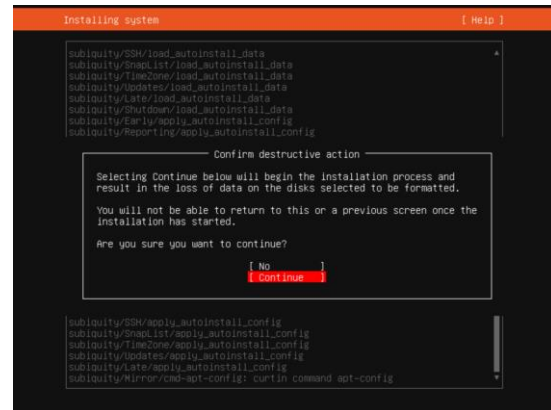 Installing system [ Help ]
subiquity/SSH/load_autoinstall_data
subiquity/SnapList/load_autoinstall_data
subiquity/TimeZone/load_autoinstall_data
subiquity/Updates/load_autoinstall_data
subiquity/Late/load_autoinstall_data
subiquity/Shutdown/load_autoinstall_data
subiquity/Early/apply_autoinstall_config
subiquity/Reporting/apply_autoinstall_config
Confirm destructive action
Selecting Continue below will begin the installation process and
result in the loss of data on the disks selected to be formatted.
You will not be able to return to this or a previous screen once the
installation has started.
Are you sure you want to continue?
[ No ]
[ Continue ]
subiquity/SSH/apply_autoinstall_config
subiquity/SnapList/apply_autoinstall_config
subiquity/TimeZone/apply_autoinstall_config
subiquity/Updates/apply_autoinstall_config
subiquity/Late/apply_autoinstall_config
subiquity/Mirror/cmd-apt-config: curtin command apt-config